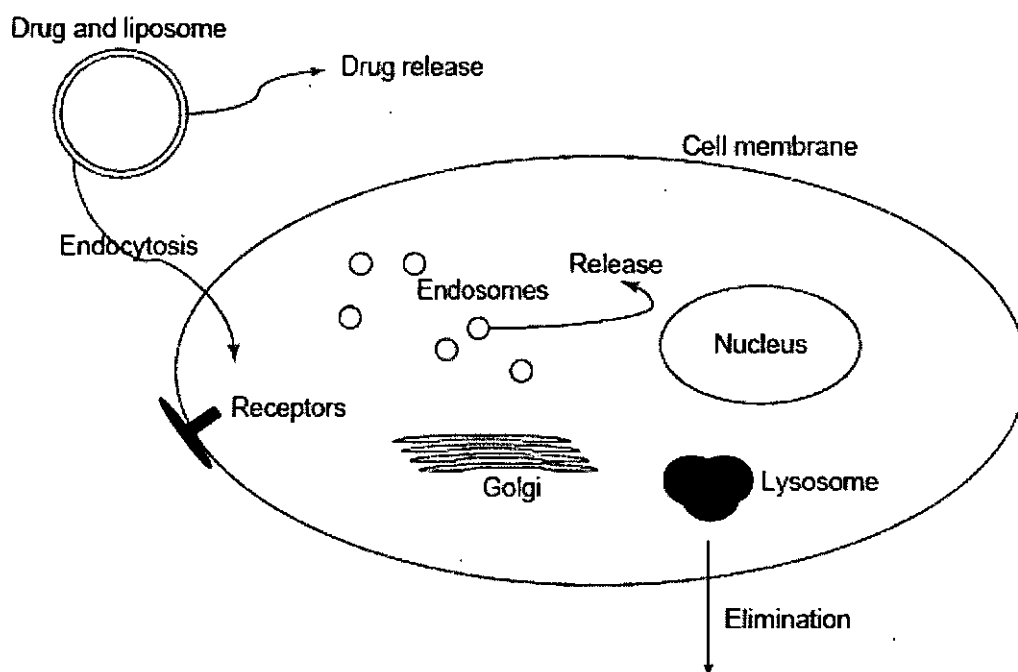 Drug and liposome
Drug release
Cell membrane
Endocytosis
Release
Endosomes
Nucleus
Receptors
Golgi
Lysosome
Elimination